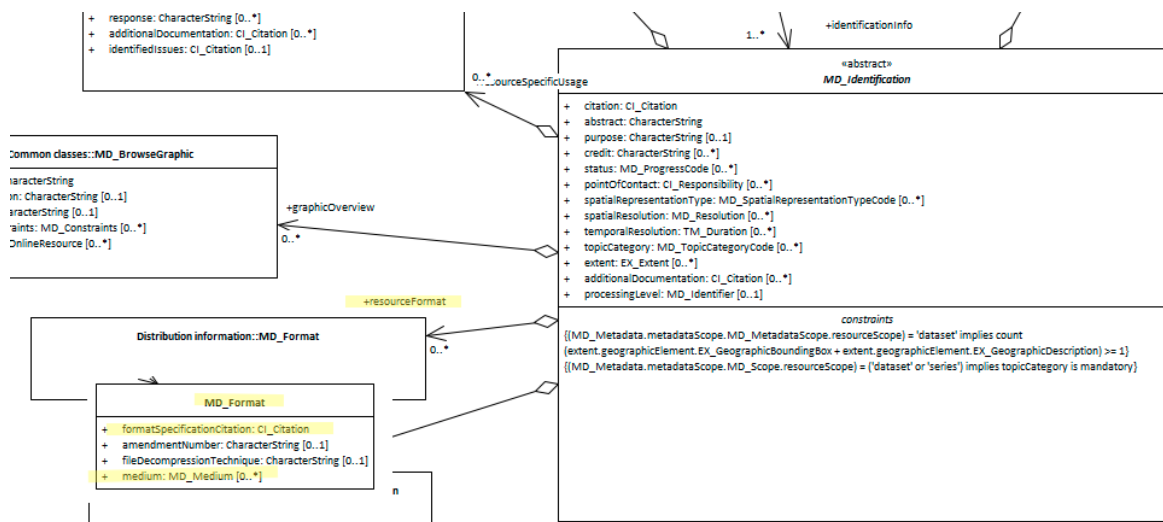 + response: CharacterString [0..*]
+ additionalDocumentation: CI_Citation [0..*]
+ identifiedIssues: CI_Citation [0..1]
0..*
ourceSpecificUsage
1..*
+identificationInfo
«abstract»
MD_Identification
+ citation: CI_Citation
+ abstract: CharacterString
+ purpose: CharacterString [0..1]
+ credit: CharacterString [0..*]
+ status: MD_ProgressCode [0..*]
+ pointOfContact: CI_Responsibility [0..*]
+ spatialRepresentationType: MD_SpatialRepresentationTypeCode [0..*]
+ spatialResolution: MD_Resolution [0..*]
+ temporalResolution: TM_Duration [0..*]
+ topicCategory: MD_TopicCategoryCode [0..*]
+ extent: EX_Extent [0..*]
+ additionalDocumentation: CI_Citation [0..*]
+ processingLevel: MD_Identifier [0..1]
constraints
{(MD_Metadata.metadataScope.MD_MetadataScope.resourceScope) = 'dataset' implies count
(extent.geographicElement.EX_GeographicBoundingBox + extent.geographicElement.EX_GeographicDescription) >= 1}
{(MD_Metadata.metadataScope.MD_Scope.resourceScope) = ('dataset' or 'series') implies topicCategory is mandatory}
Common classes::MD_BrowseGraphic
haracterString
on: CharacterString [0..1]
aracterString [0..1]
raints: MD_Constraints [0..*]
OnlineResource [0..*]
+graphicOverview
0..*
+resourceFormat
0..*
Distribution information::MD_Format
MD_Format
+ formatSpecificationCitation: CI_Citation
+ amendmentNumber: CharacterString [0..1]
+ fileDecompressionTechnique: CharacterString [0..1]
+ medium: MD_Medium [0..*]
n